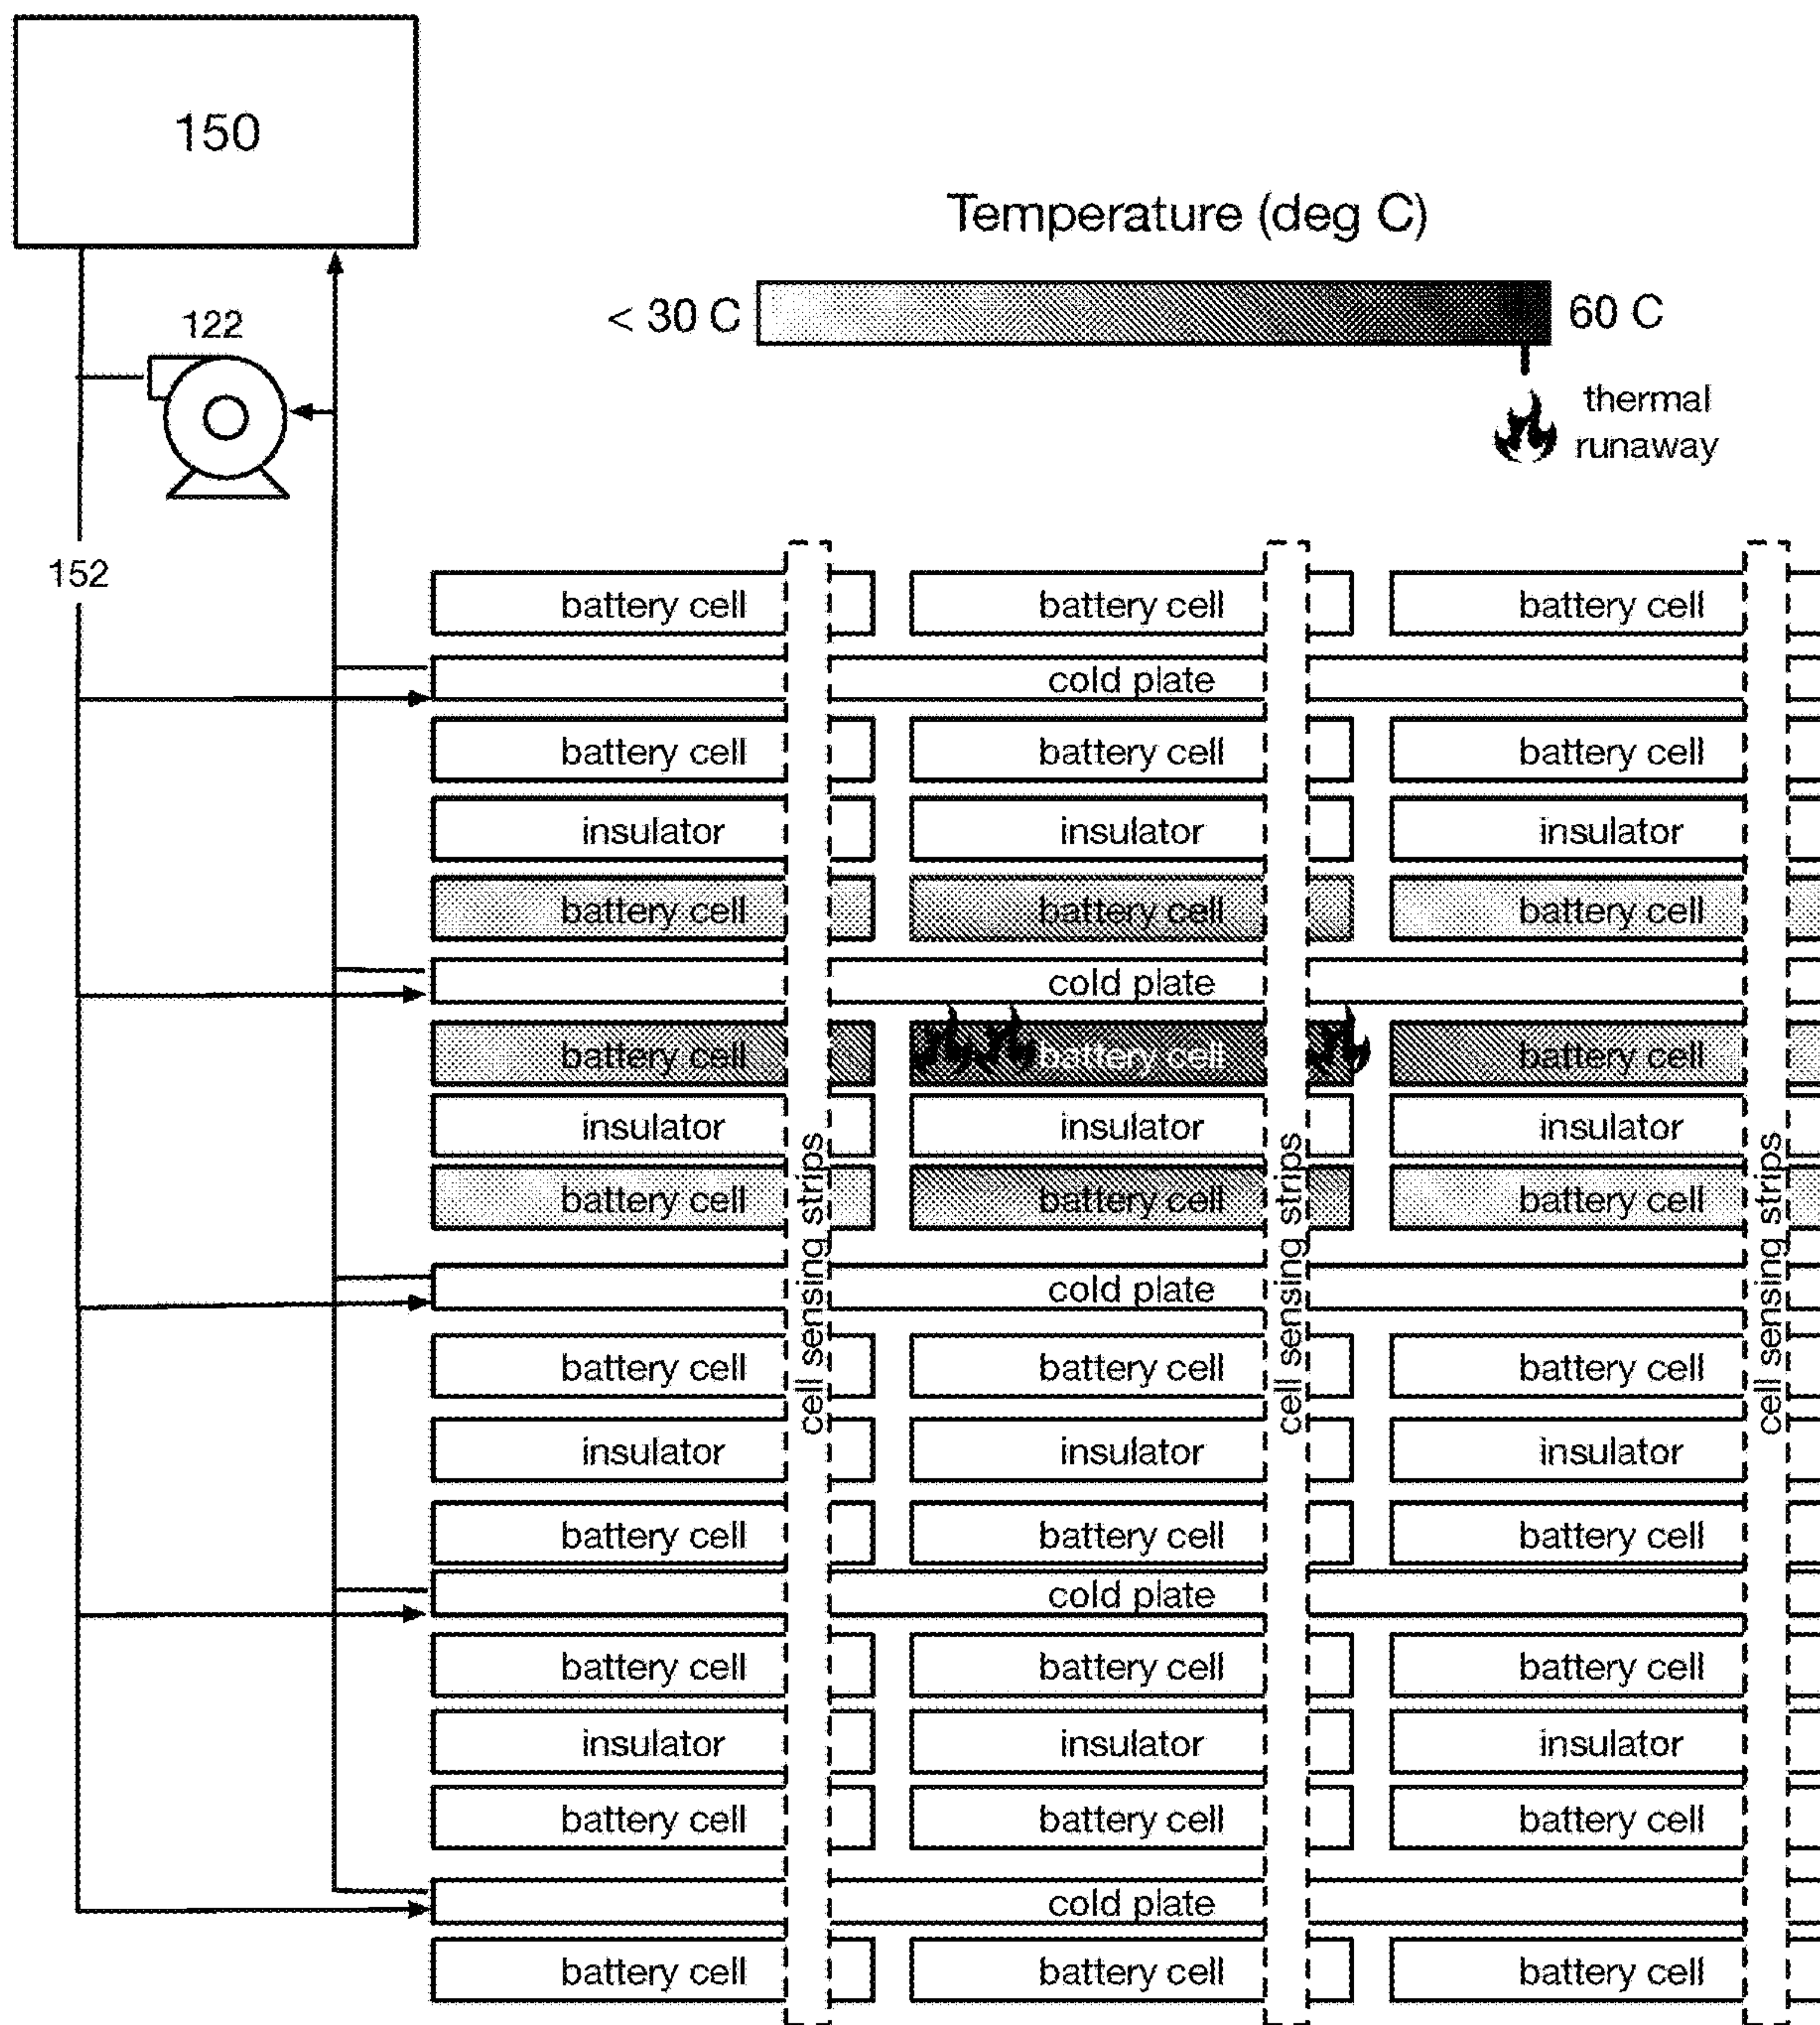 150
Temperature (deg C)
< 30 C
60 C
122
thermal
runaway
152
battery cell battery cell battery cell
cold plate
battery cell battery cell battery cell
insulator insulator insulator
battery cell battery cell battery cell
cold plate
battery cell battery cell battery cell
insulator insulator insulator
battery cell battery cell battery cell
cold plate
battery cell battery cell battery cell
insulator insulator insulator
battery cell battery cell battery cell
cold plate
battery cell battery cell battery cell
insulator insulator insulator
battery cell battery cell battery cell
cold plate
battery cell battery cell battery cell
cell sensing strips
cell sensing strips
cell sensing strips